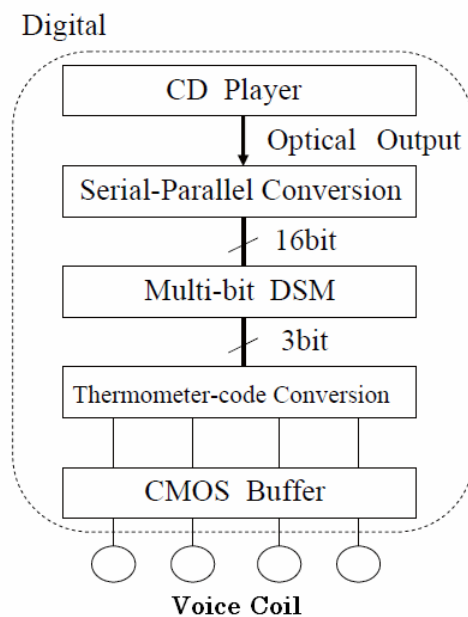 Digital
CD Player
Optical Output
Serial-Parallel Conversion
16bit
Multi-bit DSM
3bit
Thermometer-code Conversion
CMOS Buffer
Voice Coil